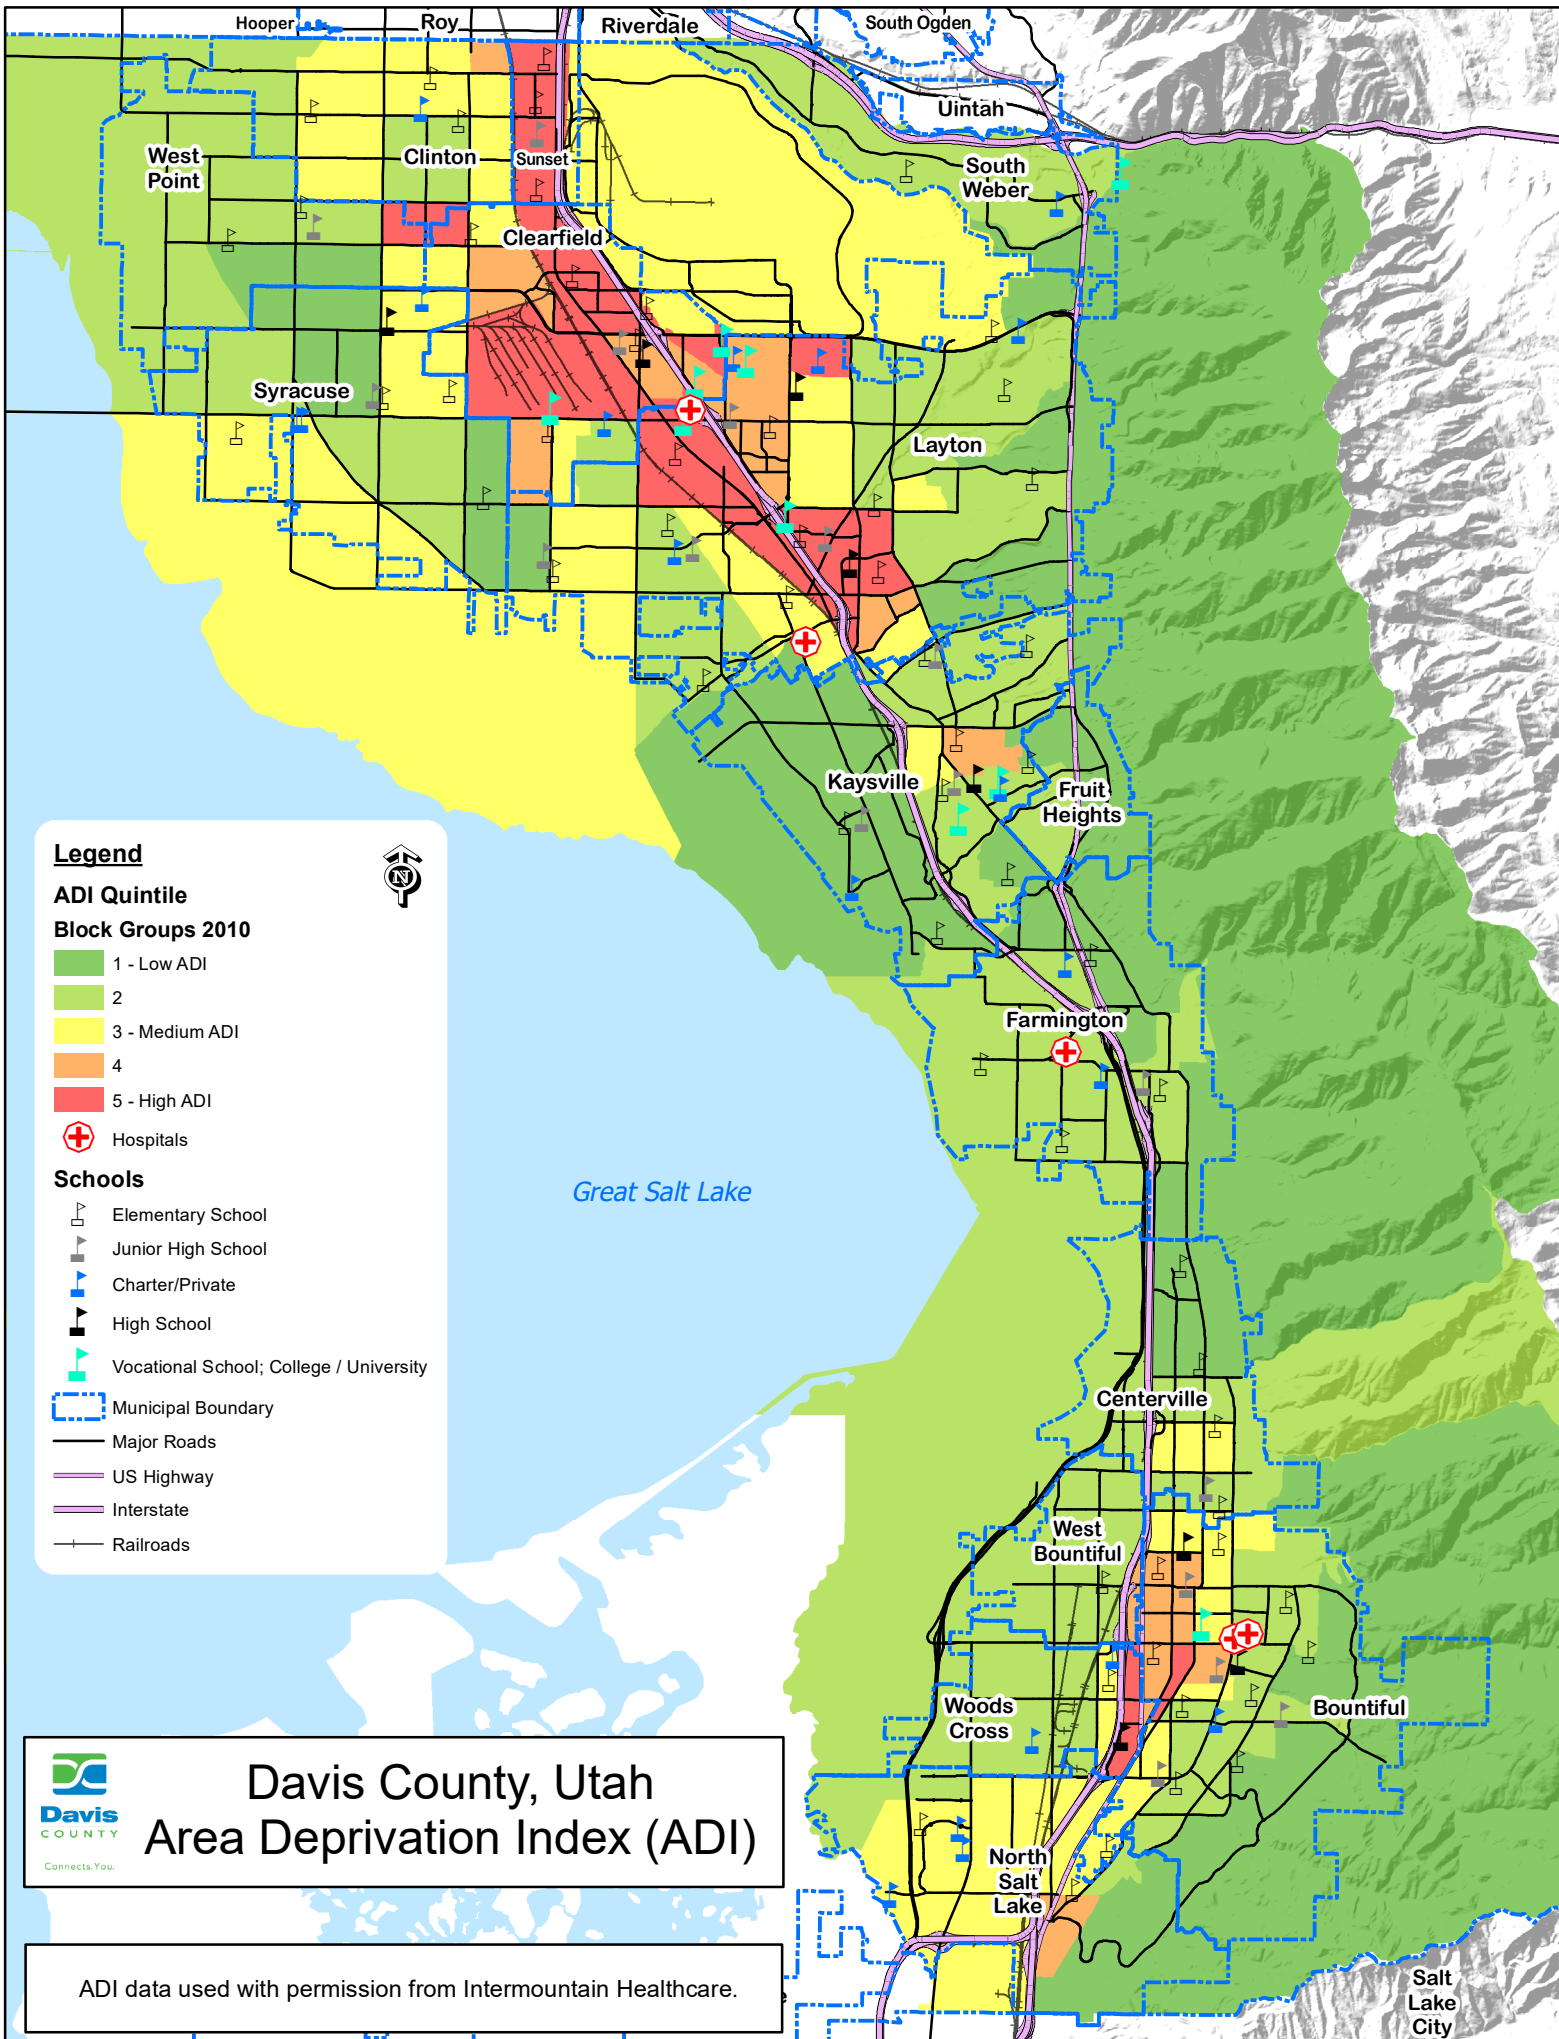 Hooper
Roy
Riverdale
South Ogden
Uintah
West
Point
Clinton
Sunset
South
Weber
Clearfield
Syracuse
Layton
Kaysville
Fruit
Heights
Legend
N
ADI Quintile
Block Groups 2010
1 - Low ADI
2
3 - Medium ADI
4
5 - High ADI
Hospitals
Schools
Elementary School
Junior High School
Charter/Private
High School
Vocational School; College / University
Municipal Boundary
Major Roads
US Highway
Interstate
Railroads
Farmington
Great Salt Lake
Centerville
West
Bountiful
Woods
Cross
Bountiful
North
Salt
Lake
Davis
COUNTY
Connects. You.
Davis County, Utah
Area Deprivation Index (ADI)
ADI data used with permission from Intermountain Healthcare.
Salt
Lake
City